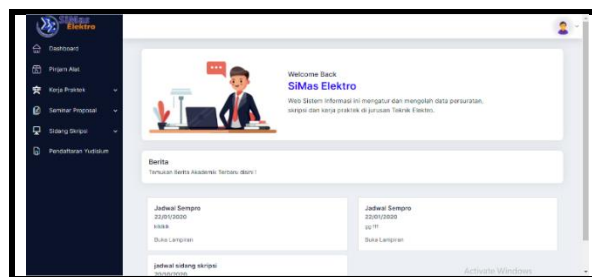 SiMas
Elektro
Dashboard
Pinjam Alat
Kerja Praktek
Seminar Proposal
Sidang Skripsi
Pendaftaran Yudisium
Welcome Back
SiMas Elektro
Web Sistem Informasi ini mengatur dan mengolah data persuratan,
skripsi dan kerja praktek di jurusan Teknik Elektro.
Berita
Temukan Berita Akademik Terbaru disini !
Jadwal Sempro
22/01/2020
Buka Lampiran
Jadwal Sempro
22/01/2020
Buka Lampiran
jadwal sidang skripsi
Activate Windows